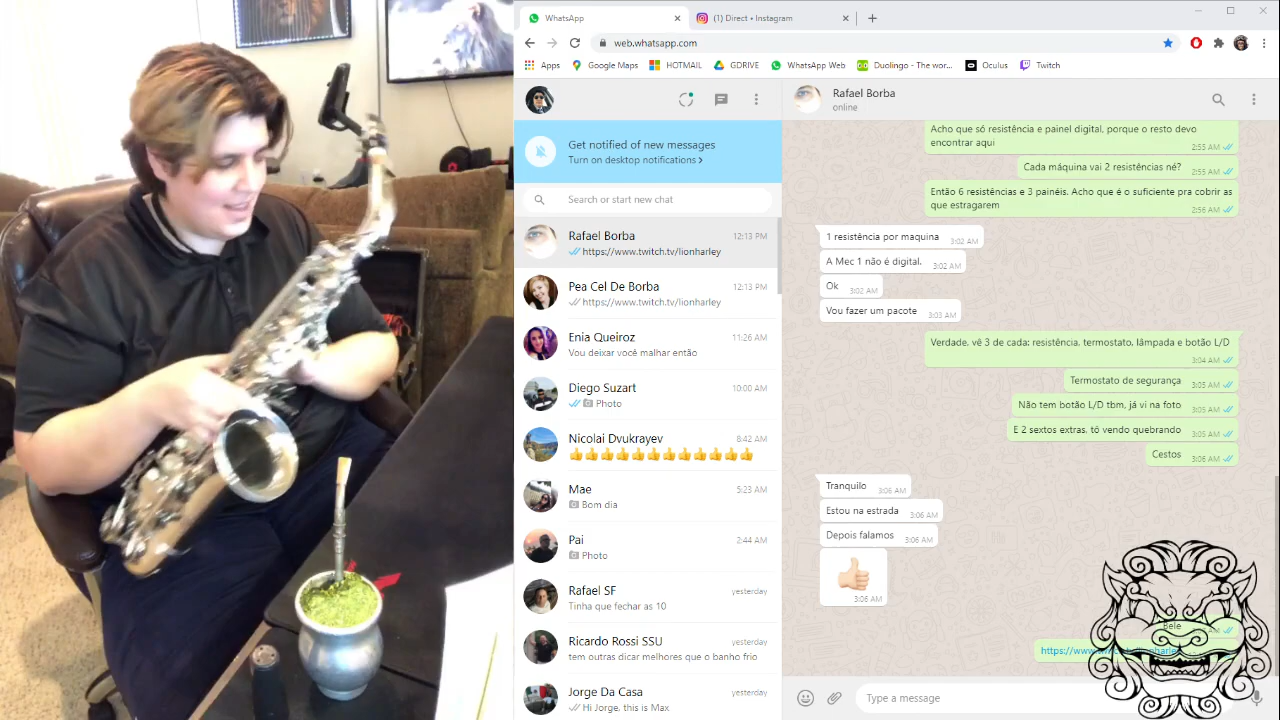 WhatsApp
(1) Direct • Instagram
web.whatsapp.com
Apps
Google Maps
HOTMAIL
GDRIVE
WhatsApp Web
Duolingo - The wor...
Oculus
Twitch
Get notified of new messages
Turn on desktop notifications
Search or start new chat
Rafael Borba 12:13 PM
https://www.twitch.tv/lionharley
Pea Cel De Borba 12:13 PM
https://www.twitch.tv/lionharley
Enia Queiroz 11:26 AM
Vou deixar você malhar então
Diego Suzart 10:00 AM
Photo
Nicolai Dvukrayev 8:42 AM
👍👍👍👍👍👍👍👍👍👍👍👍
Mae 5:23 AM
Bom dia
Pai 2:44 AM
Photo
Rafael SF yesterday
Tinha que fechar as 10
Ricardo Rossi SSU yesterday
tem outras dicar melhores que o banho frio
Jorge Da Casa yesterday
Hi Jorge, this is Max
Rafael Borba
online
Acho que só resistência e painel digital, porque o resto devo
encontrar aqui 2:55 AM
Cada máquina vai 2 resistências né? 2:55 AM
Então 6 resistências e 3 painéis. Acho que é o suficiente pra cobrir as
que estragarem 2:56 AM
1 resistência por maquina 3:02 AM
A Mec 1 não é digital. 3:02 AM
Ok 3:02 AM
Vou fazer um pacote 3:03 AM
Verdade, vê 3 de cada: resistência, termostato, lâmpada e botão L/D
3:04 AM
Termostato de segurança 3:05 AM
Não tem botão L/D tbm, já vi na foto 3:05 AM
E 2 sextos extras, tô vendo quebrando 3:05 AM
Cestos 3:06 AM
Tranquilo 3:06 AM
Estou na estrada 3:06 AM
Depois falamos 3:06 AM
👍🏻 3:06 AM
Bele
Type a message